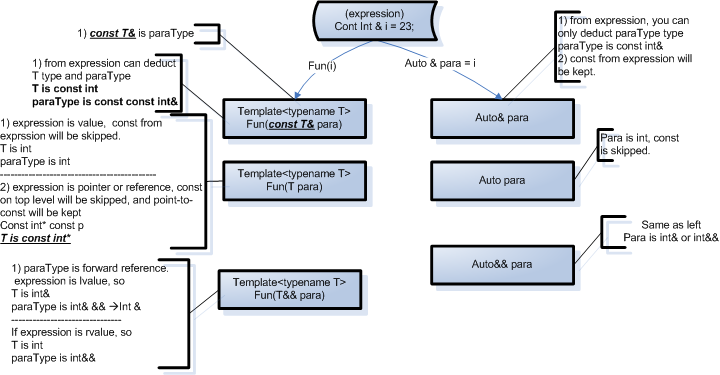 (expression)
Cont Int & i = 23;
1) const T& is paraType
Fun(i)
Auto & para = i
1) from expression, you can
only deduct paraType type
paraType is const int&
2) const from expression will
be kept.
1) from expression can deduct
T type and paraType
T is const int
paraType is const const int&
Template<typename T>
Fun(const T& para)
Auto& para
1) expression is value, const from
exprssion will be skipped.
T is int
paraType is int
--------------------------------------------
2) expression is pointer or reference, const
on top level will be skipped, and point-to-
const will be kept
Const int* const p
T is const int*
Template<typename T>
Fun(T para)
Auto para
Para is int, const
is skipped.
Auto&& para
Same as left
Para is int& or int&&
1) paraType is forward reference.
expression is lvalue, so
T is int&
paraType is int& && →Int &
-------------------------------
If expression is rvalue, so
T is int
paraType is int&&
Template<typename T>
Fun(T&& para)